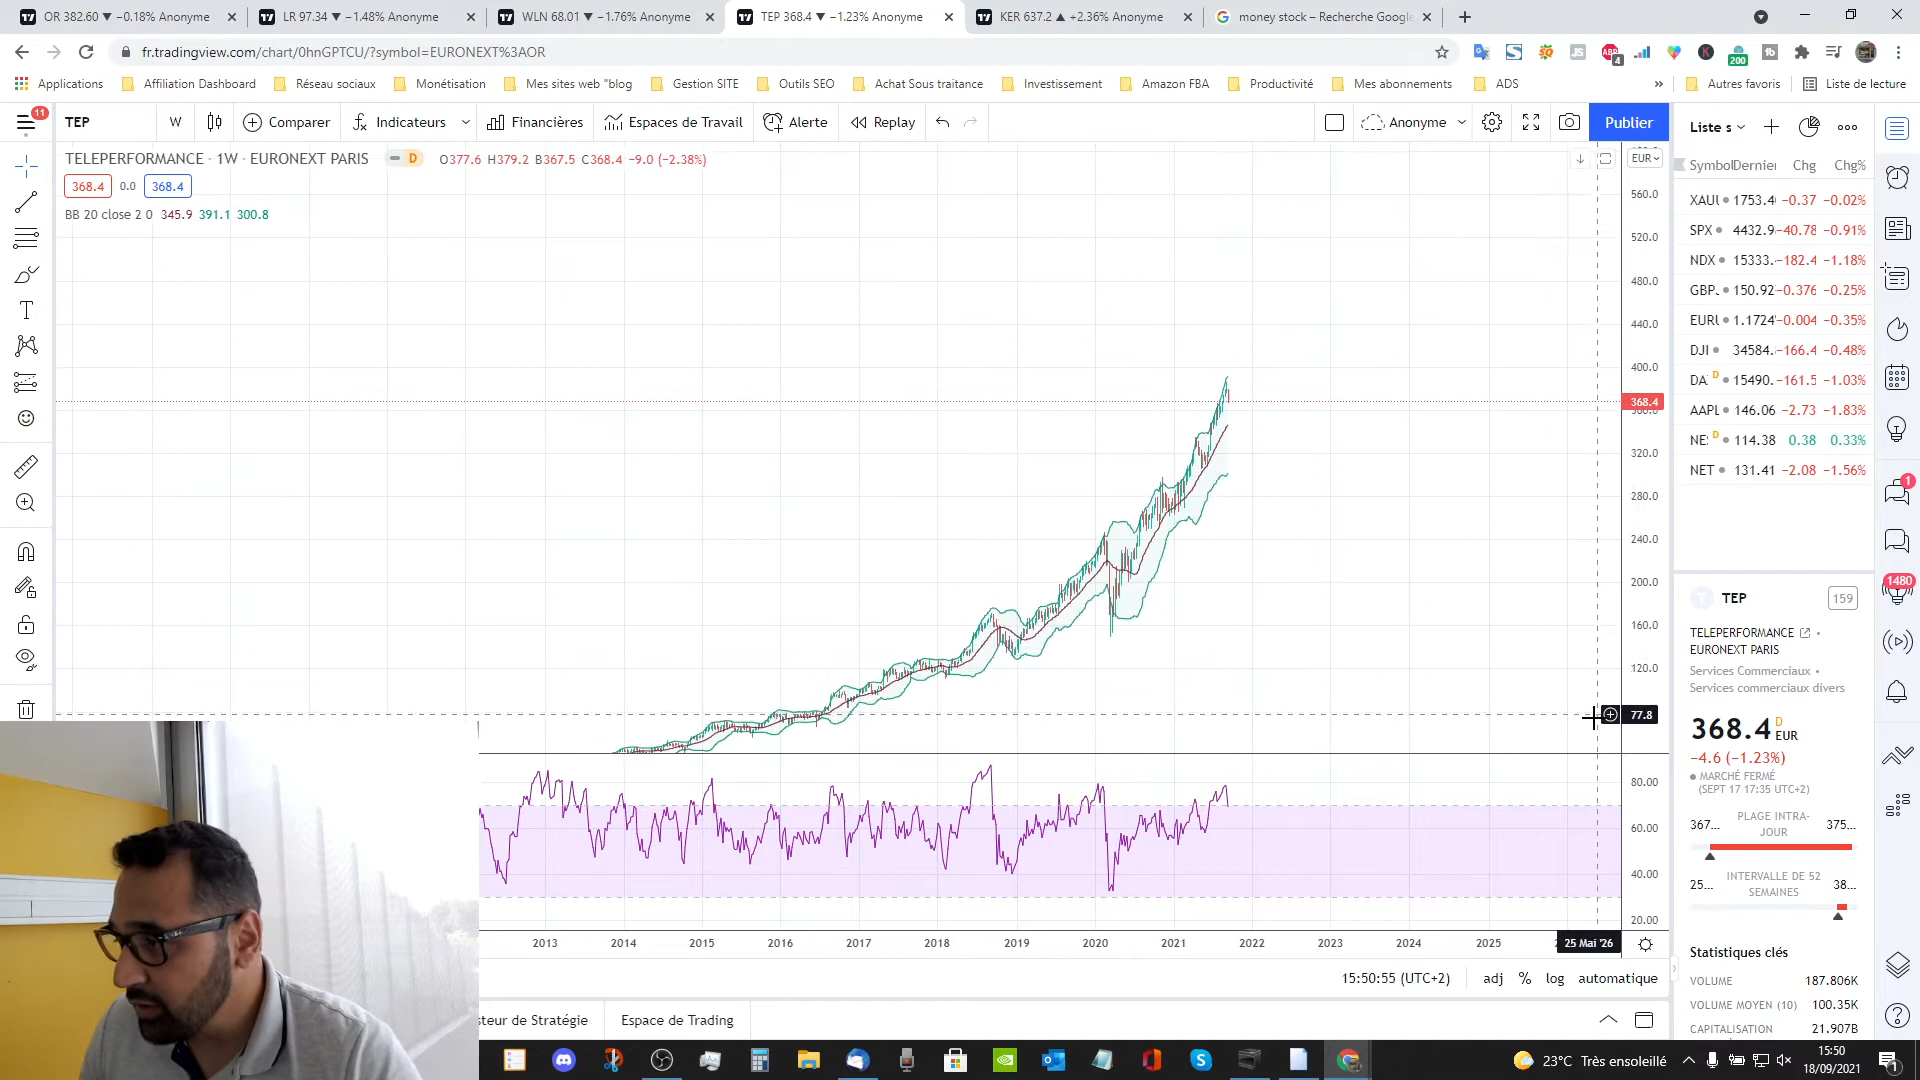 OR 382.60 ▼ −0.18% Anonyme
LR 97.34 ▼ −1.48% Anonyme
WLN 68.01 ▼ −1.76% Anonyme
TEP 368.4 ▼ −1.23% Anonyme
KER 637.2 ▲ +2.36% Anonyme
money stock – Recherche Google
fr.tradingview.com/chart/0hnGPTCU/?symbol=EURONEXT%3AOR
4
200
Applications
Affiliation Dashboard
Réseau sociaux
Monétisation
Mes sites web "blog
Gestion SITE
Outils SEO
Achat Sous traitance
Investissement
Amazon FBA
Productivité
Mes abonnements
ADS
»
Autres favoris
Liste de lecture
11
TEP
W
Comparer
Indicateurs
Financières
Espaces de Travail
Alerte
Replay
Anonyme
Publier
TELEPERFORMANCE · 1W · EURONEXT PARIS
D
O377.6 H379.2 B367.5 C368.4 −9.0 (−2.38%)
368.4 0.0 368.4
BB 20 close 2 0 345.9 391.1 300.8
EUR
560.0
520.0
480.0
440.0
400.0
368.4
320.0
280.0
240.0
200.0
160.0
120.0
77.8
80.00
60.00
40.00
20.00
2013 2014 2015 2016 2017 2018 2019 2020 2021 2022 2023 2024 2025 25 Mai '26
15:50:55 (UTC+2)
adj % log automatique
steur de Stratégie
Espace de Trading
Liste s
Symbol Dernier Chg Chg%
XAUU 1753.4 −0.37 −0.02%
SPX 4432.9 −40.78 −0.91%
NDX 15333. −182.4 −1.18%
GBP 150.92 −0.376 −0.25%
EURU 1.1724 −0.004 −0.35%
DJI 34584. −166.4 −0.48%
DA D 15490. −161.5 −1.03%
AAPL 146.06 −2.73 −1.83%
NE D 114.38 0.38 0.33%
NET 131.41 −2.08 −1.56%
1
1480
T TEP 159
TELEPERFORMANCE •
EURONEXT PARIS
Services Commerciaux •
Services commerciaux divers
368.4 D EUR
−4.6 (−1.23%)
MARCHÉ FERMÉ
(SEPT 17 17:35 UTC+2)
367... PLAGE INTRA-JOUR 375...
25... INTERVALLE DE 52 SEMAINES 38...
Statistiques clés
VOLUME 187.806K
VOLUME MOYEN (10) 100.35K
CAPITALISATION 21.907B
23°C Très ensoleillé
15:50
18/09/2021
1